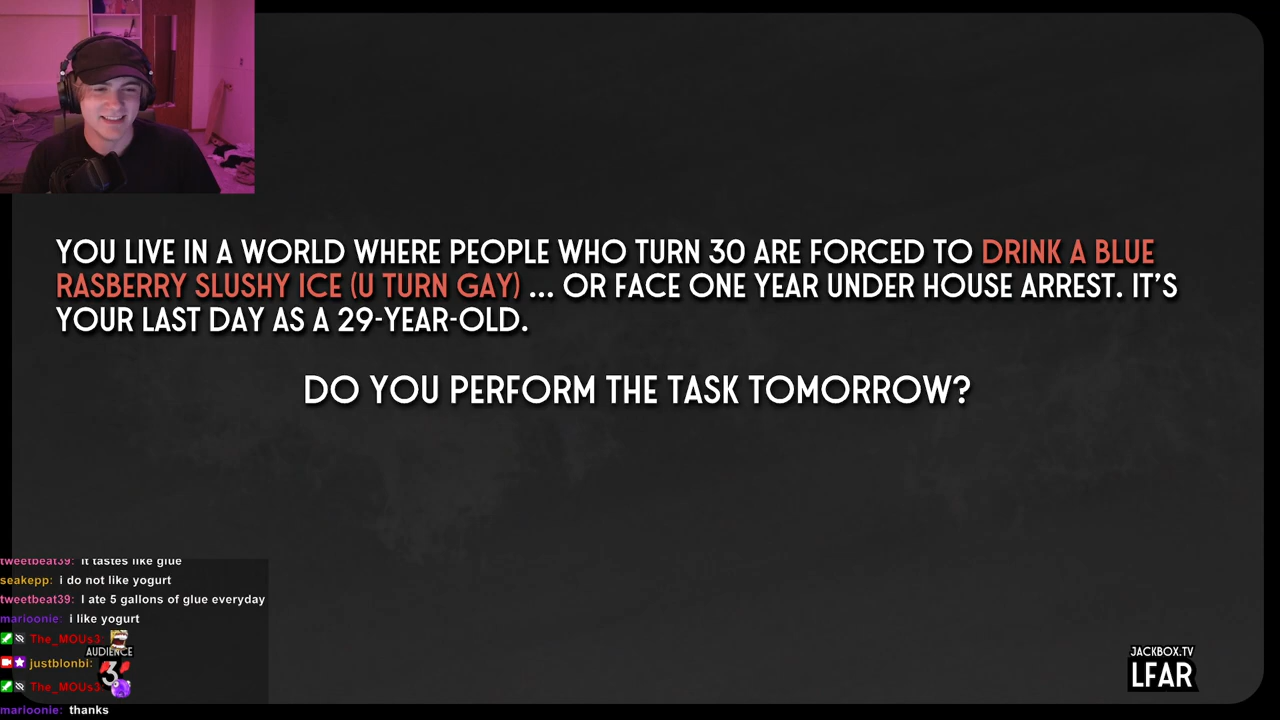 YOU LIVE IN A WORLD WHERE PEOPLE WHO TURN 30 ARE FORCED TO DRINK A BLUE
RASBERRY SLUSHY ICE (U TURN GAY) ... OR FACE ONE YEAR UNDER HOUSE ARREST. IT'S
YOUR LAST DAY AS A 29-YEAR-OLD.
DO YOU PERFORM THE TASK TOMORROW?
tweetbeat39: it tastes like glue
seakepp: i do not like yogurt
tweetbeat39: I ate 5 gallons of glue everyday
marioonie: i like yogurt
The_MOUs3:
AUDIENCE
justblonbi:
3
The_MOUs3:
marioonie: thanks
JACKBOX.TV
LFAR